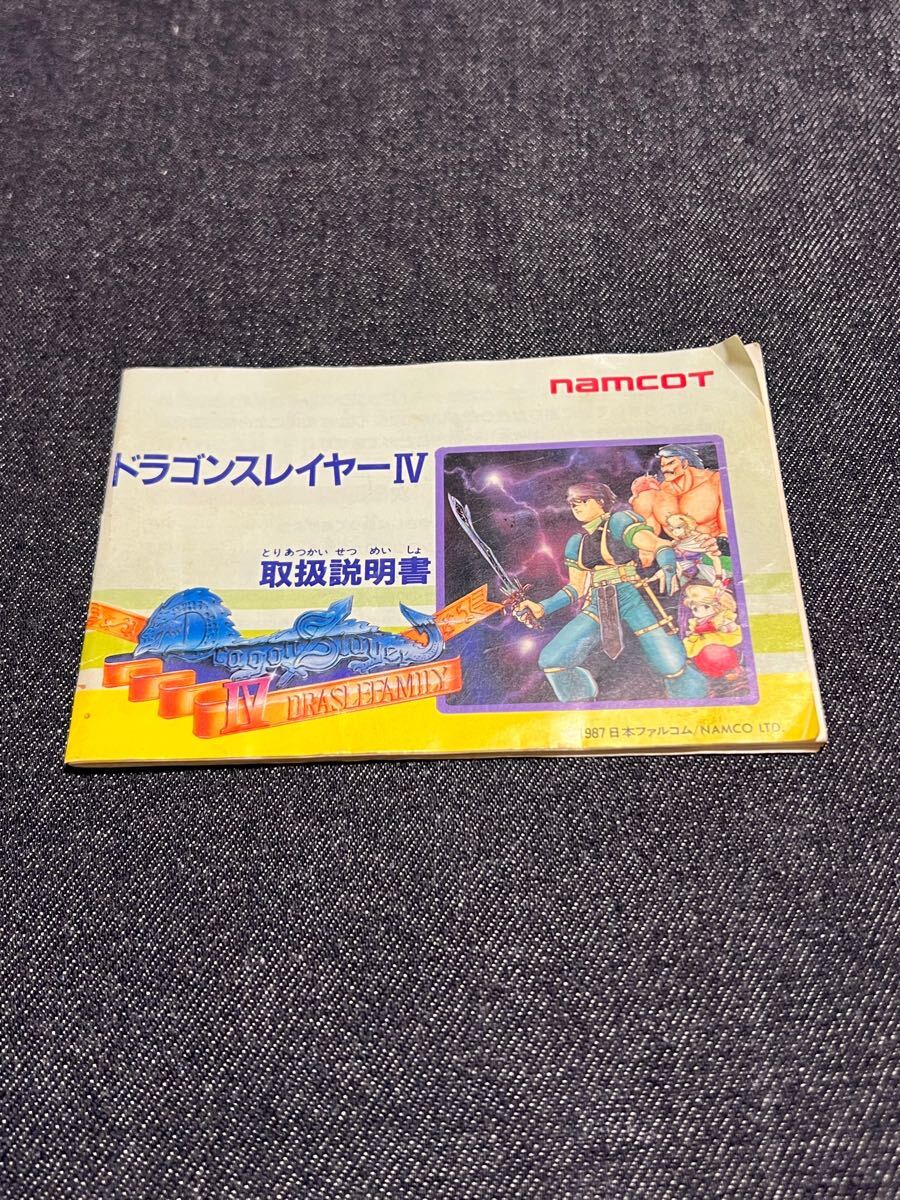 namcoT
ドラゴンスレイヤーIV
とりあつかい せつ めい しょ
取扱説明書
Dragon Slayer
IV DRASLEFAMILY
1987 日本ファルコム/NAMCO LTD.